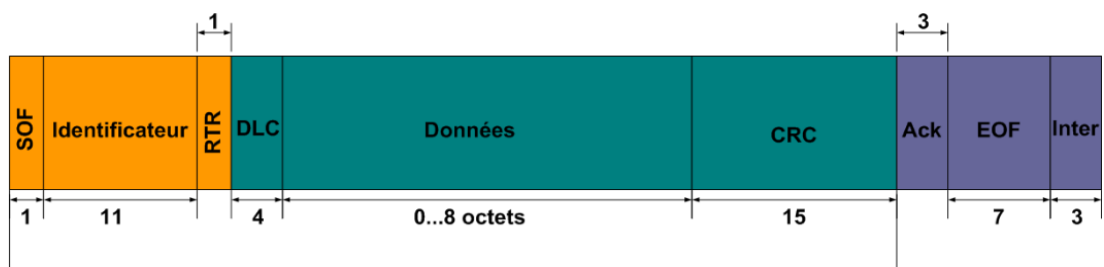 1 3
SOF Identificateur RTR DLC Données CRC Ack EOF Inter
1 11 4 0...8 octets 15 7 3